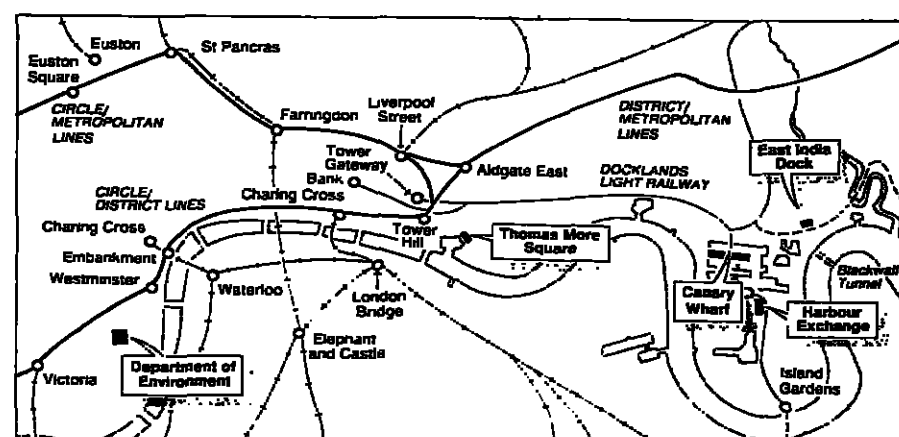 Euston
St Pancras
Euston
Square
CIRCLE/
METROPOLITAN
LINES
Farringdon
Liverpool
Street
DISTRICT/
METROPOLITAN
LINES
East India
Dock
Tower
Gateway
Bank
Aldgate East
DOCKLANDS
LIGHT RAILWAY
CIRCLE/
DISTRICT LINES
Charing Cross
Charing Cross
Tower
Hill
Thomas More
Square
Embankment
Westminster
Waterloo
London
Bridge
Canary
Wharf
Blackwall
Tunnel
Harbour
Exchange
Elephant
and Castle
Victoria
Department of
Environment
Island
Gardens